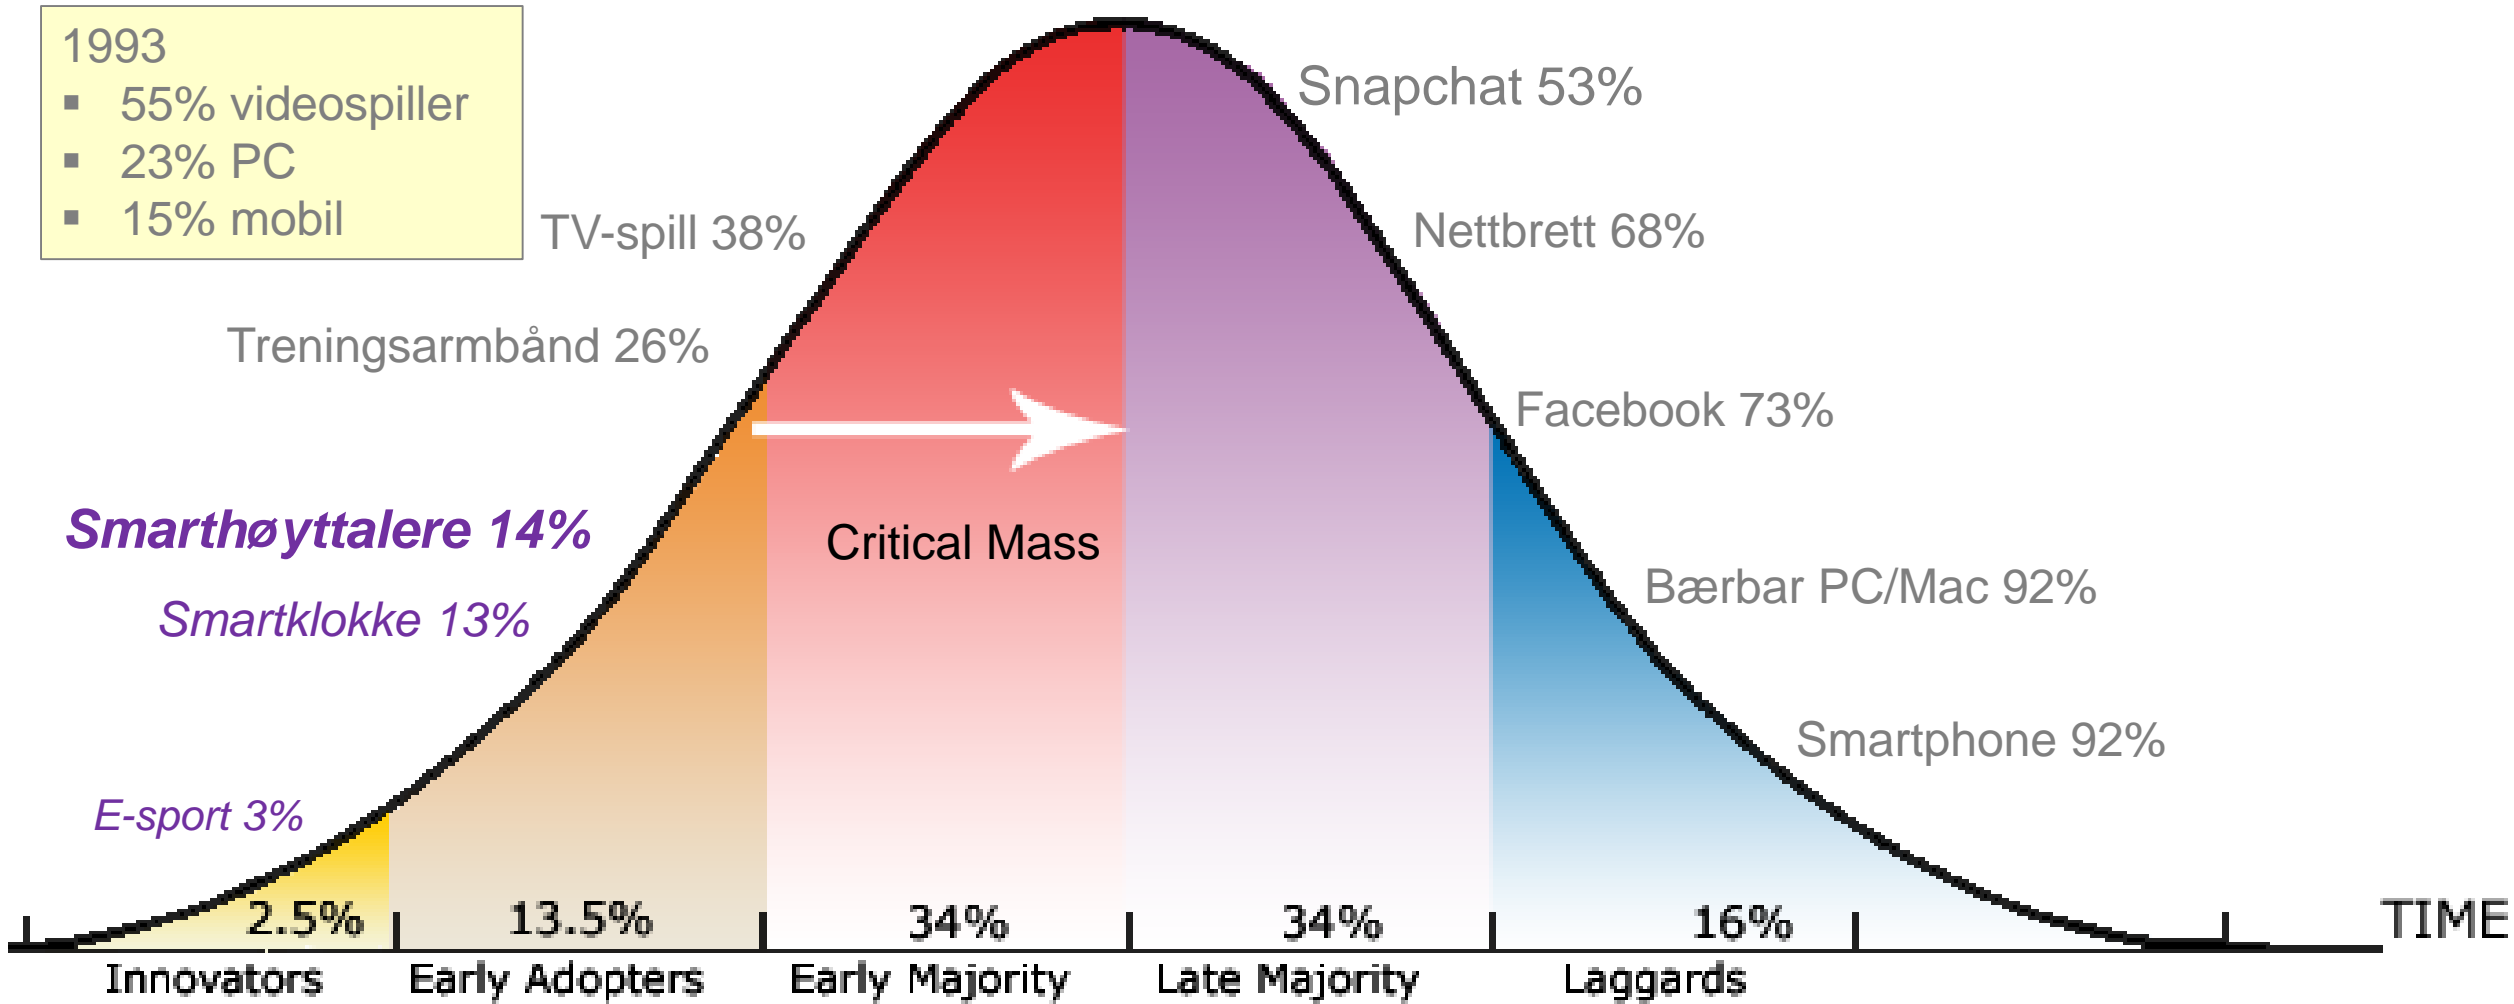 1993
▪ 55% videospiller
▪ 23% PC
▪ 15% mobil
Snapchat 53%
TV-spill 38%
Nettbrett 68%
Treningsarmbånd 26%
Facebook 73%
Smarthøyttalere 14%
Critical Mass
Bærbar PC/Mac 92%
Smartklokke 13%
Smartphone 92%
E-sport 3%
2.5% 13.5% 34% 34% 16% TIME
Innovators Early Adopters Early Majority Late Majority Laggards